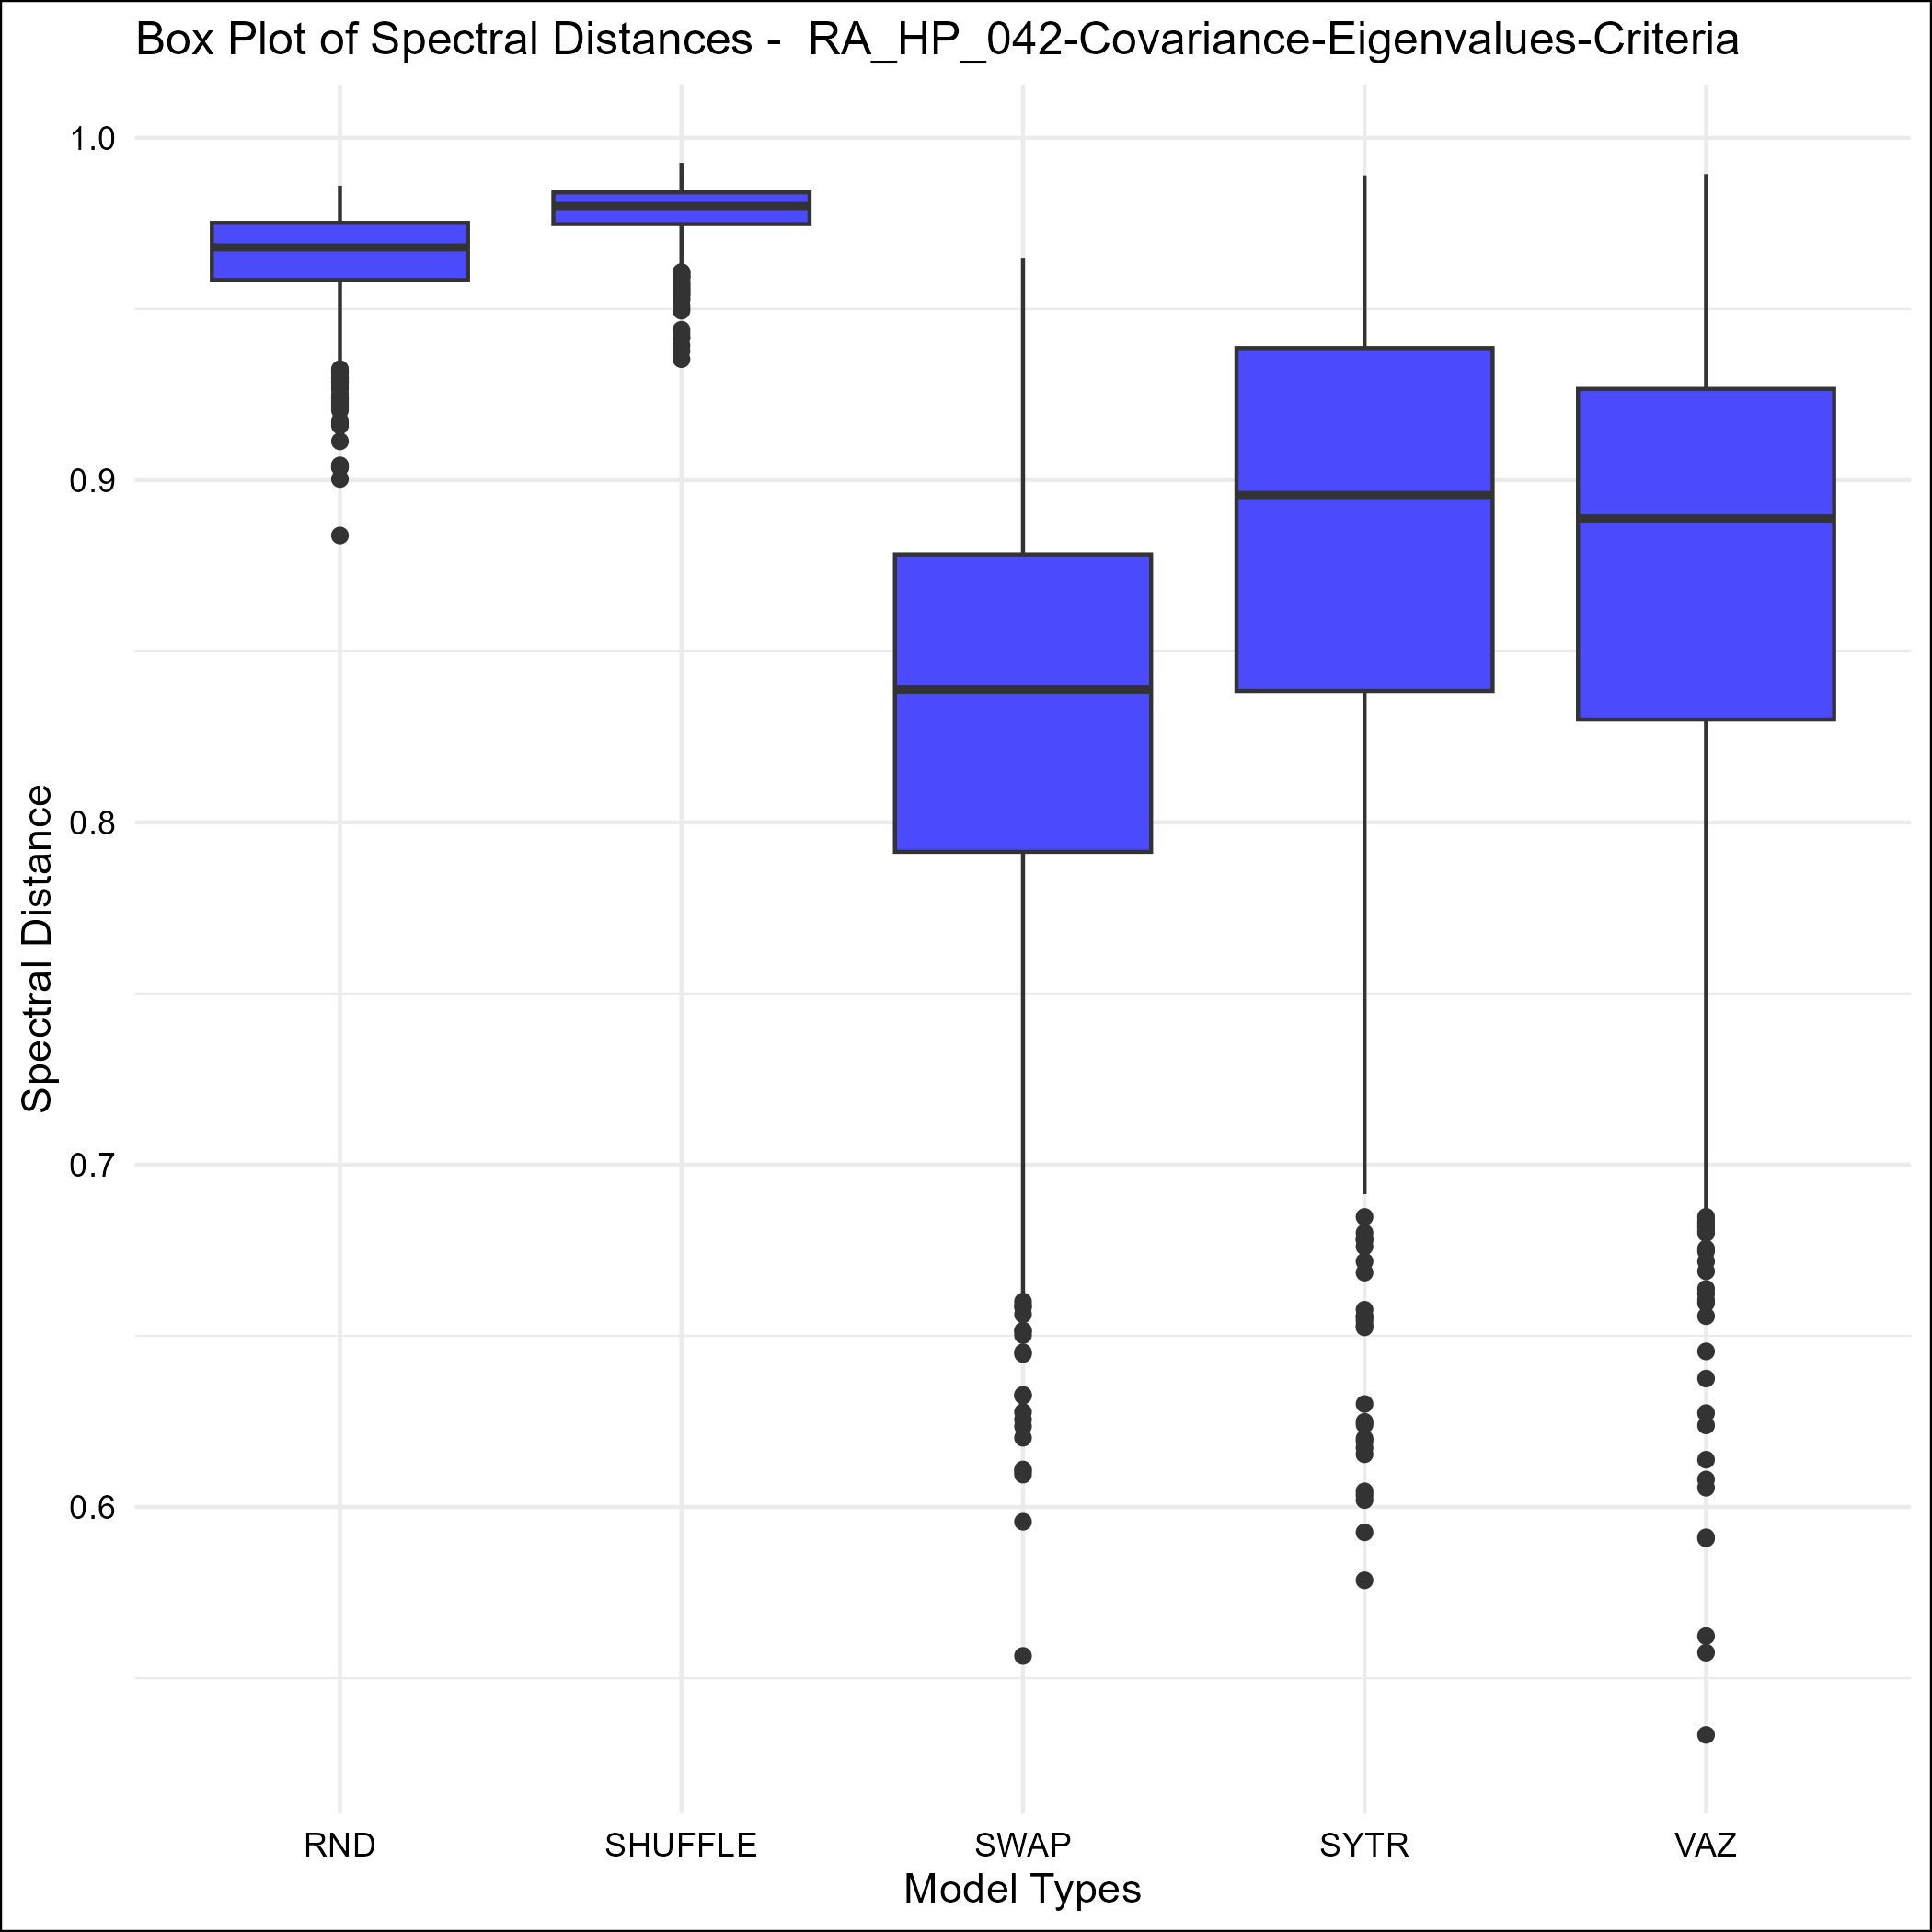 Box Plot of Spectral Distances -  RA_HP_042-Covariance-Eigenvalues-Criteria
1.0
0.9
0.8
0.7
0.6
Spectral Distance
RND SHUFFLE SWAP SYTR VAZ
Model Types